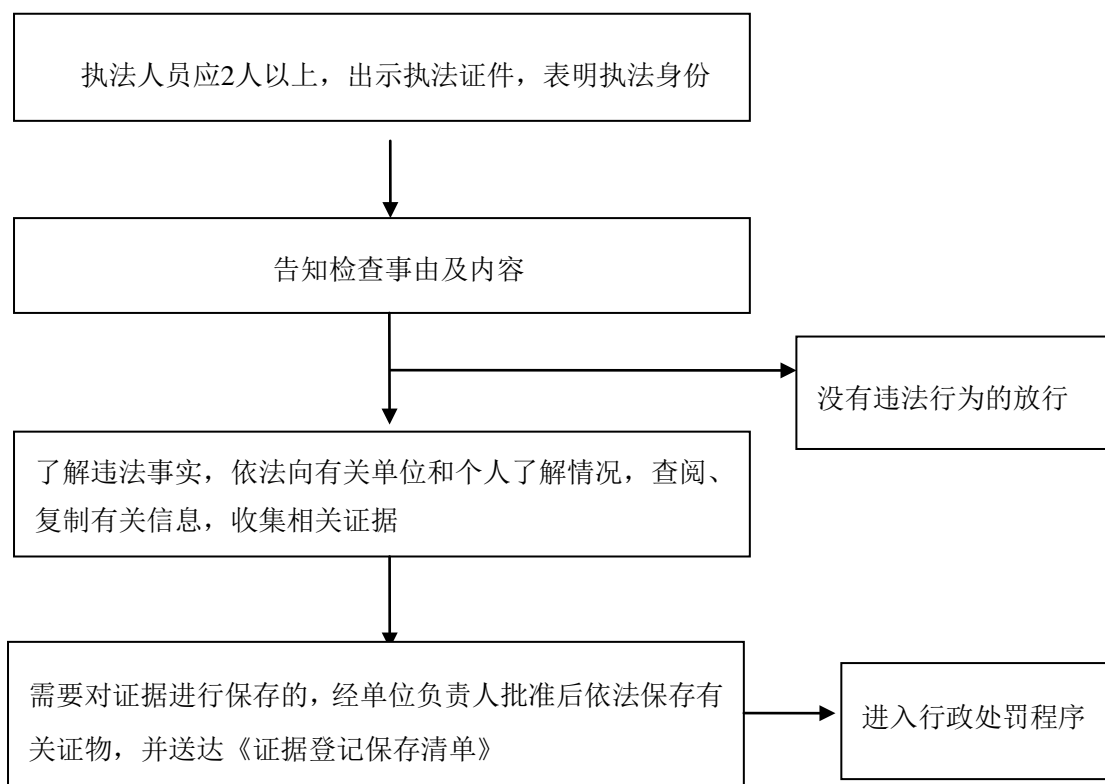 执法人员应2人以上，出示执法证件，表明执法身份
告知检查事由及内容
没有违法行为的放行
了解违法事实，依法向有关单位和个人了解情况，查阅、
复制有关信息，收集相关证据
需要对证据进行保存的，经单位负责人批准后依法保存有
关证物，并送达《证据登记保存清单》
进入行政处罚程序